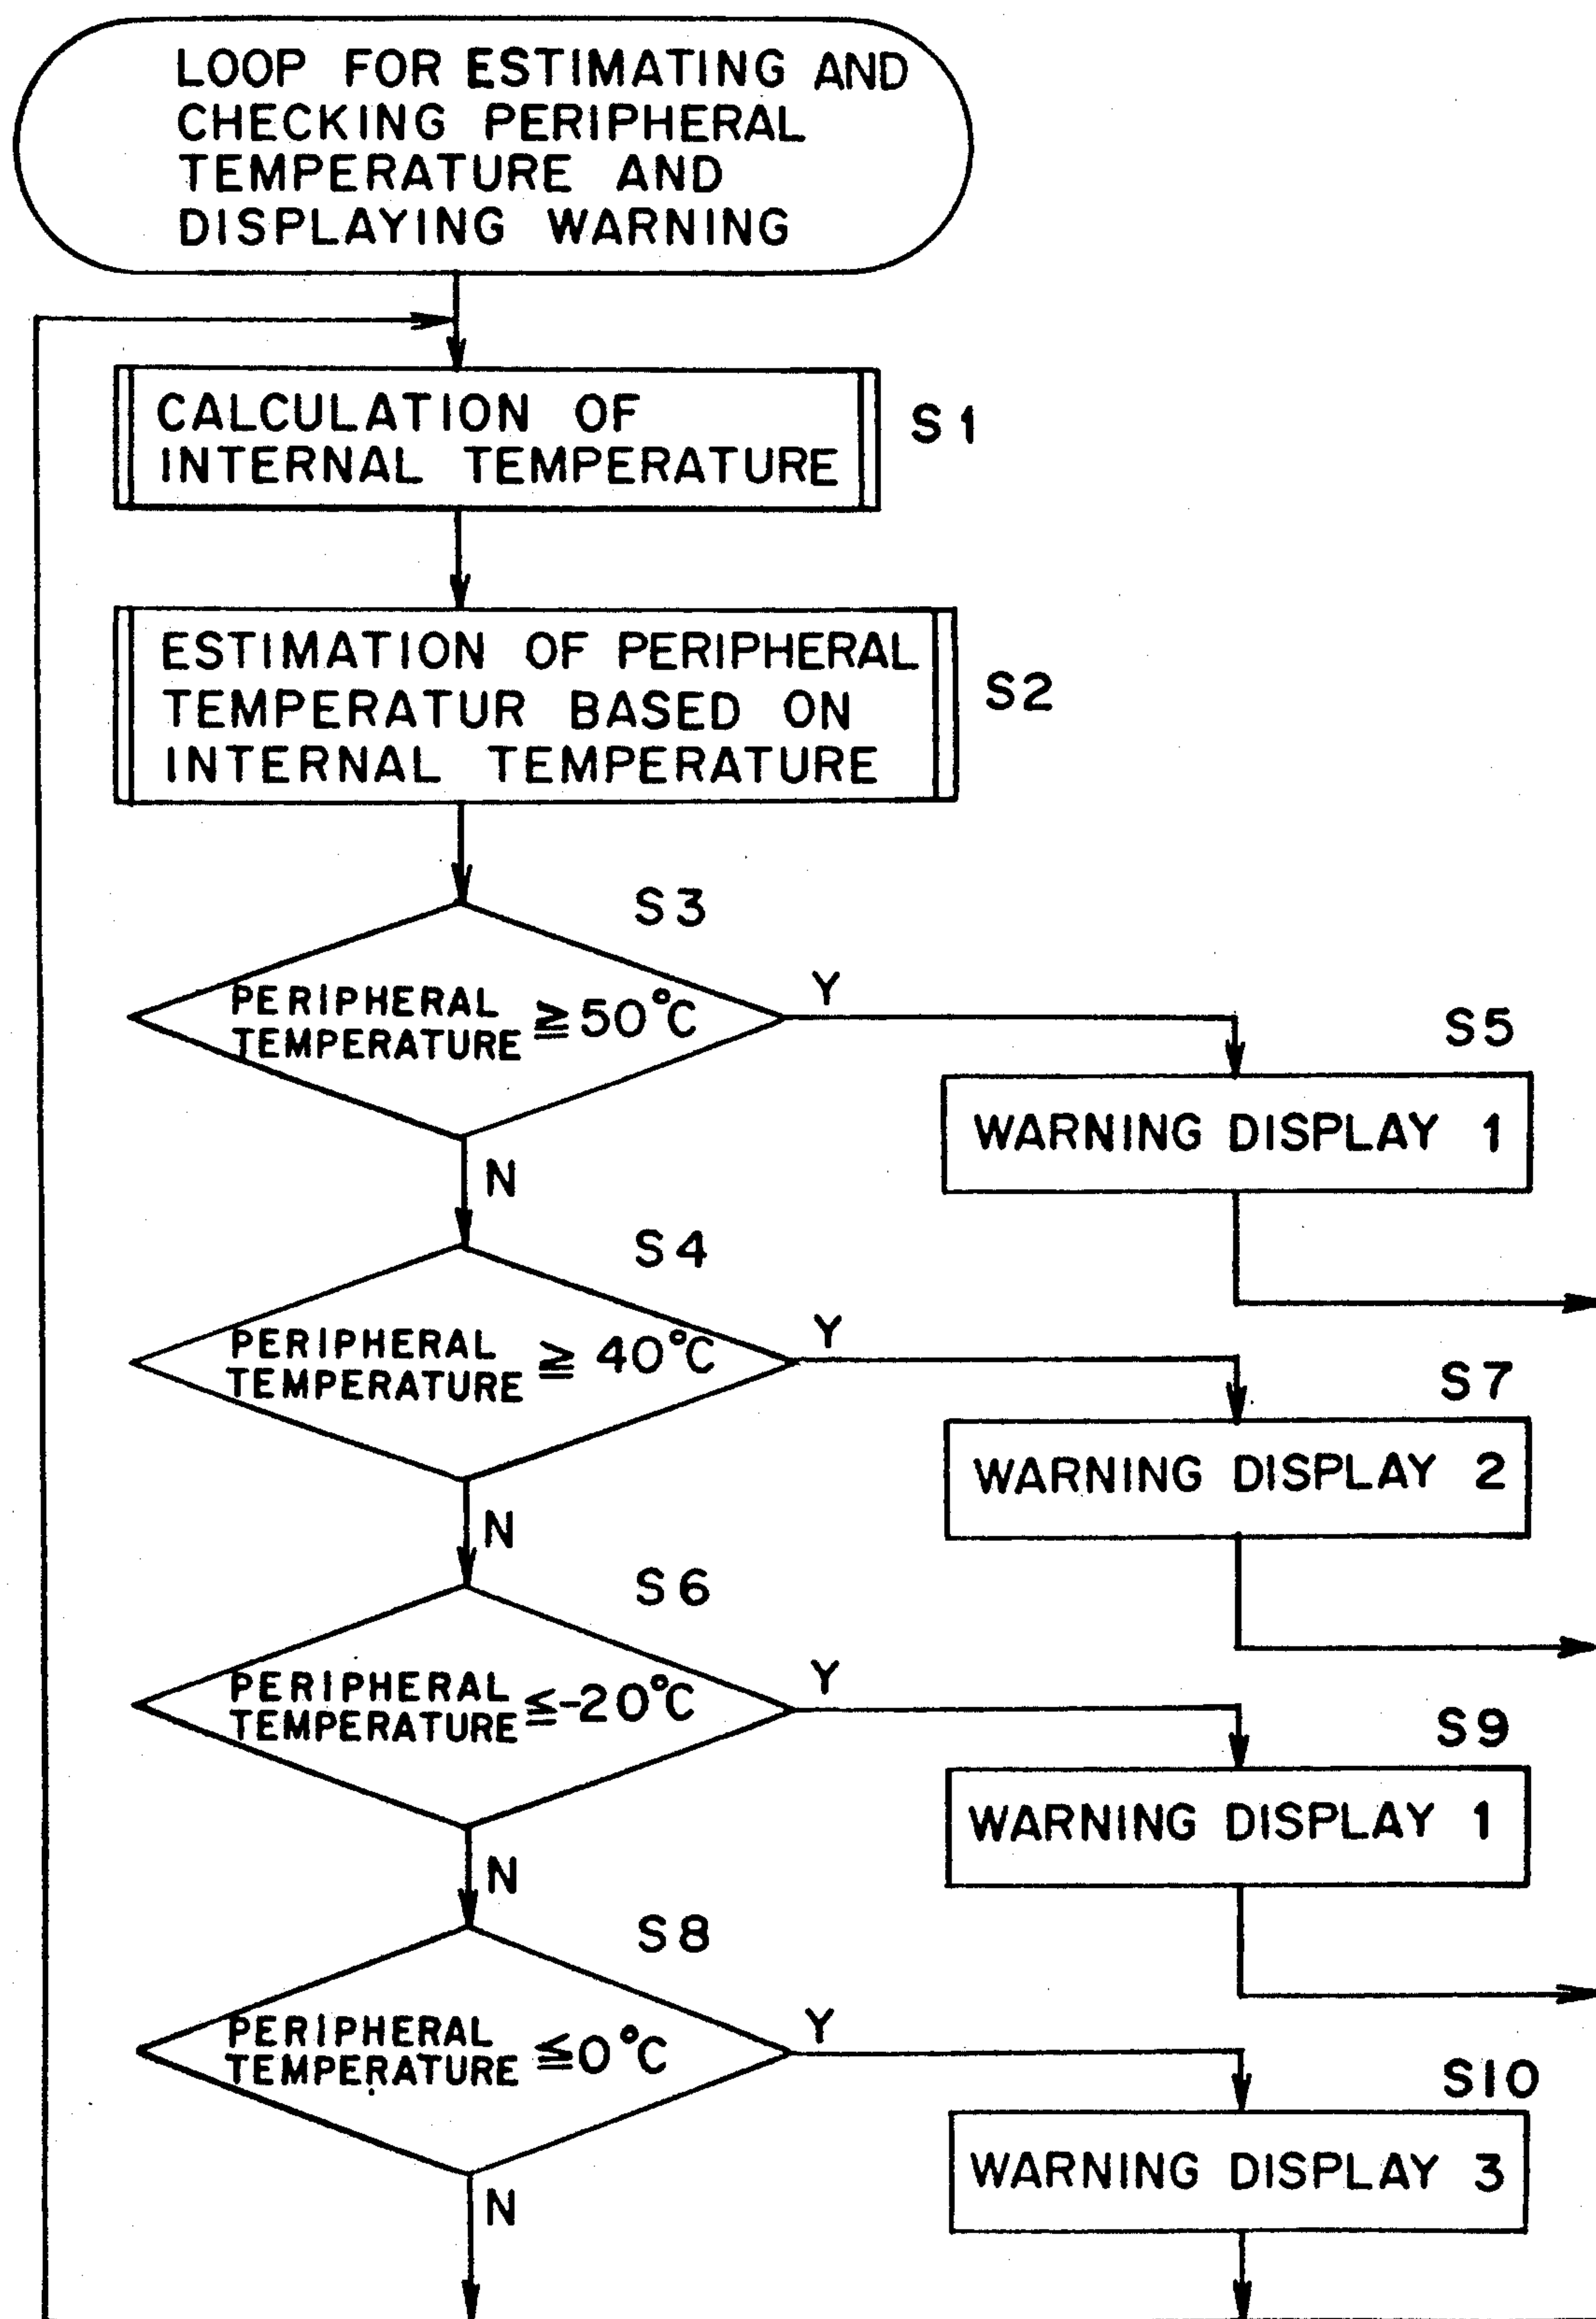 LOOP FOR ESTIMATING AND
CHECKING PERIPHERAL
TEMPERATURE AND
DISPLAYING WARNING
CALCULATION OF
INTERNAL TEMPERATURE
S1
ESTIMATION OF PERIPHERAL
TEMPERATUR BASED ON
INTERNAL TEMPERATURE
S2
S3
PERIPHERAL
TEMPERATURE ≧50°C
Y
N
S5
WARNING DISPLAY 1
S4
PERIPHERAL
TEMPERATURE ≧ 40°C
Y
N
S7
WARNING DISPLAY 2
S6
PERIPHERAL
TEMPERATURE ≦-20°C
Y
N
S9
WARNING DISPLAY 1
S8
PERIPHERAL
TEMPERATURE ≦0°C
Y
N
S10
WARNING DISPLAY 3